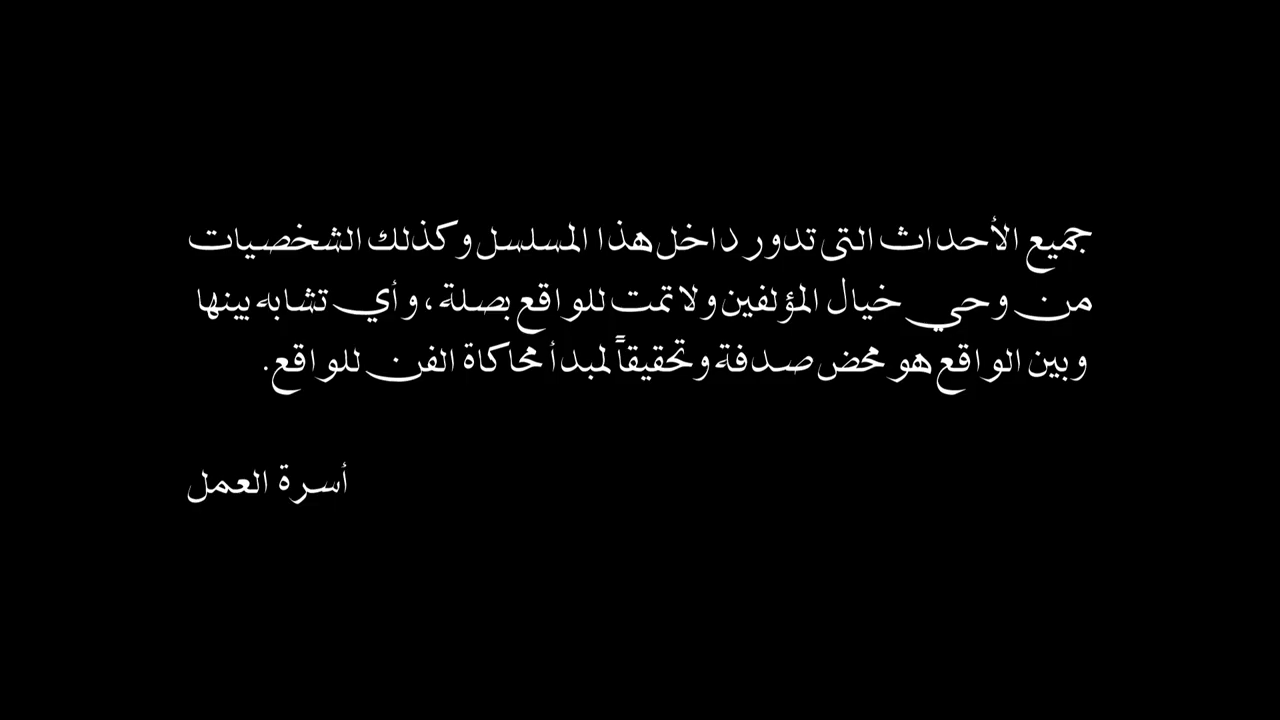 جميع الأحداث التى تدور داخل هذا المسلسل وكذلك الشخصيات
من وحي خيال المؤلفين ولا تمت للواقع بصلة، وأي تشابه بينها
وبين الواقع هو محض صدفة وتحقيقاً لمبدأ محاكاة الفن للواقع.
أسرة العمل